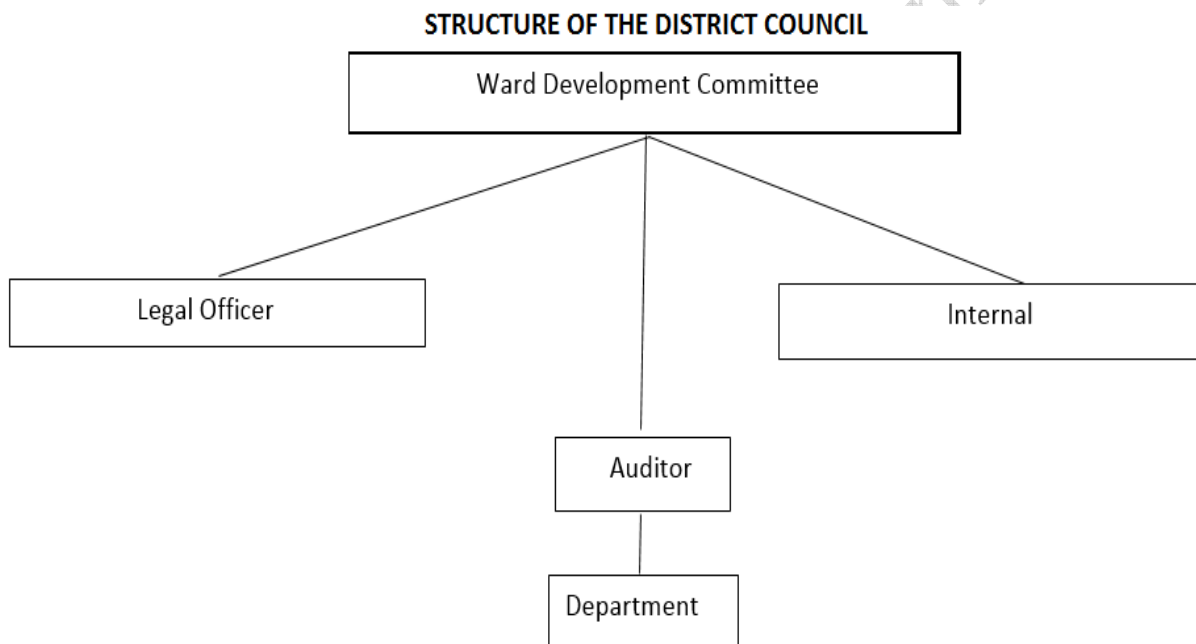 STRUCTURE OF THE DISTRICT COUNCIL
Ward Development Committee
Legal Officer
Internal
Auditor
Department